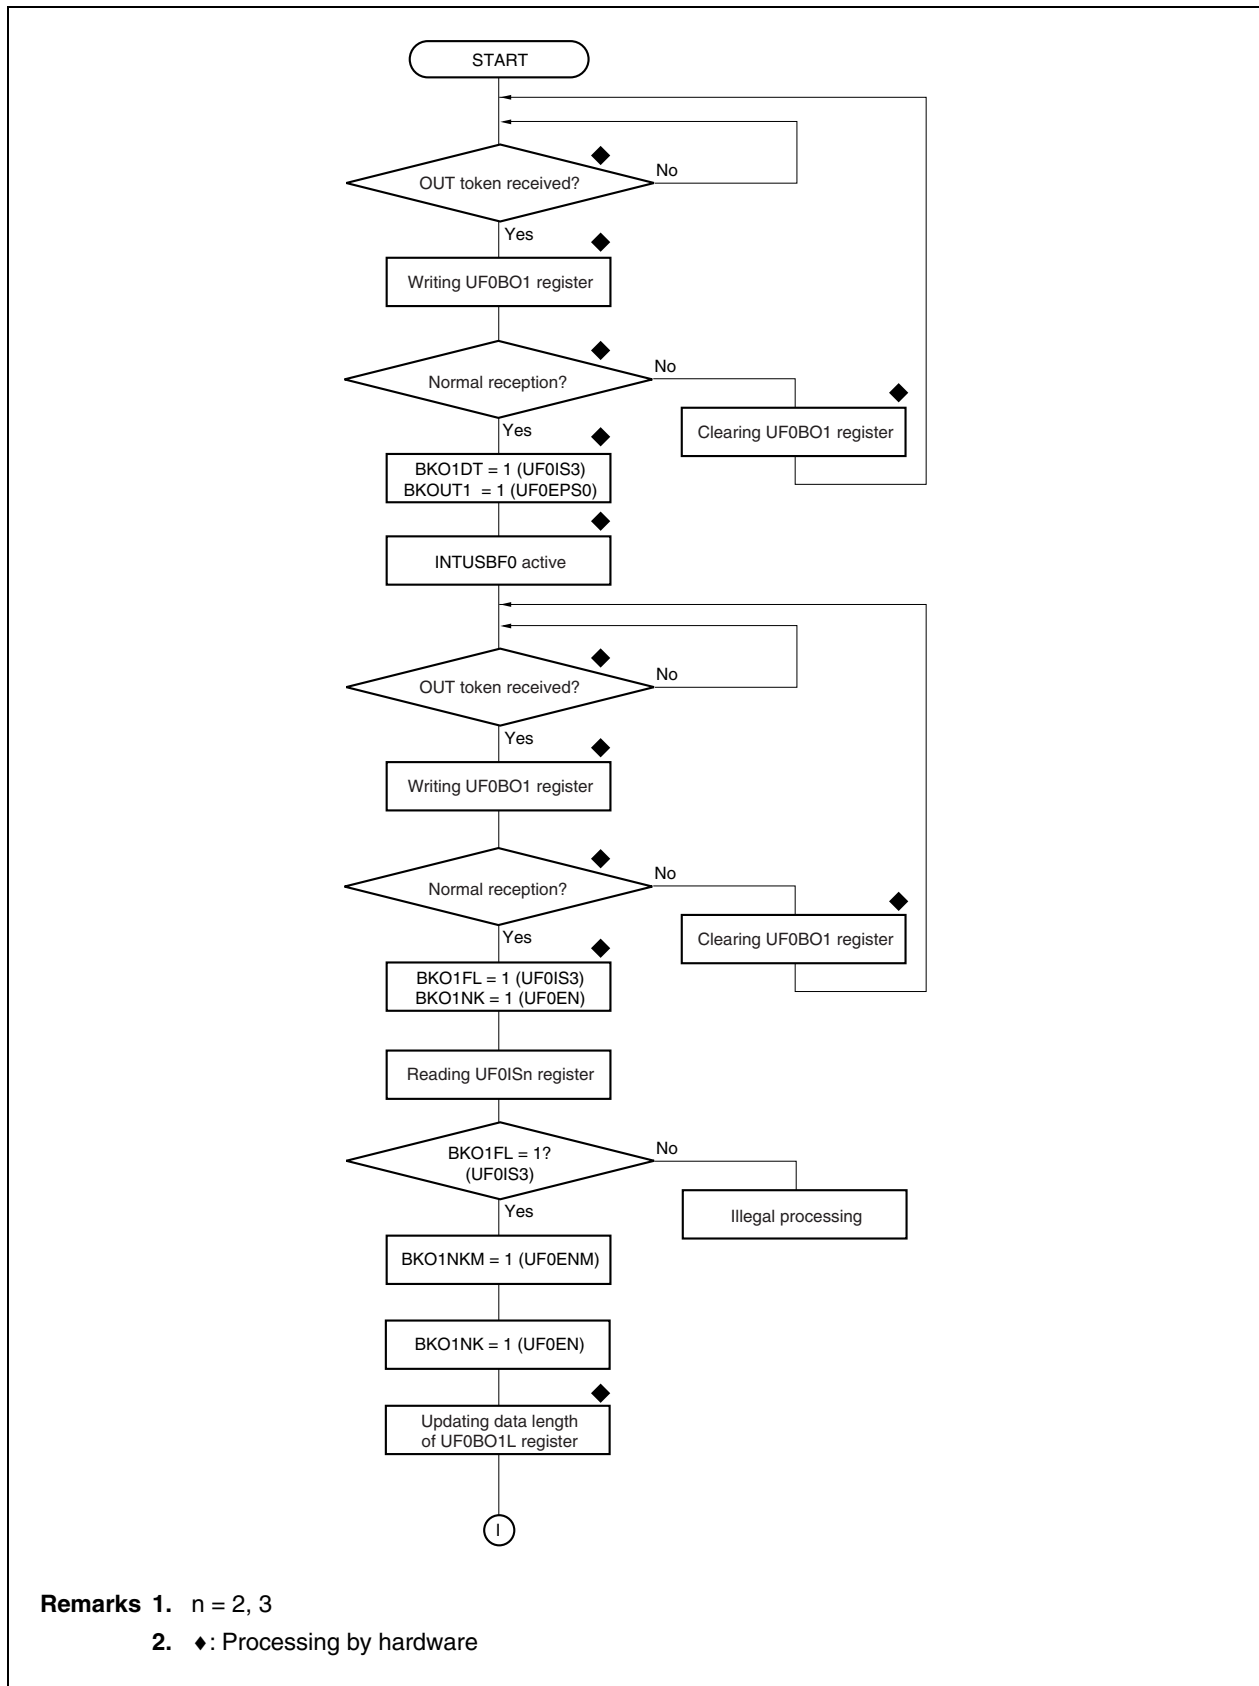 START
OUT token received?
No
Yes
Writing UF0BO1 register
Normal reception?
No
Clearing UF0BO1 register
Yes
BKO1DT = 1 (UF0IS3)
BKOUT1 = 1 (UF0EPS0)
INTUSBF0 active
OUT token received?
No
Yes
Writing UF0BO1 register
Normal reception?
No
Clearing UF0BO1 register
Yes
BKO1FL = 1 (UF0IS3)
BKO1NK = 1 (UF0EN)
Reading UF0ISn register
BKO1FL = 1?
(UF0IS3)
No
Illegal processing
Yes
BKO1NKM = 1 (UF0ENM)
BKO1NK = 1 (UF0EN)
Updating data length
of UF0BO1L register
I
Remarks 1. n = 2, 3
2. ♦: Processing by hardware